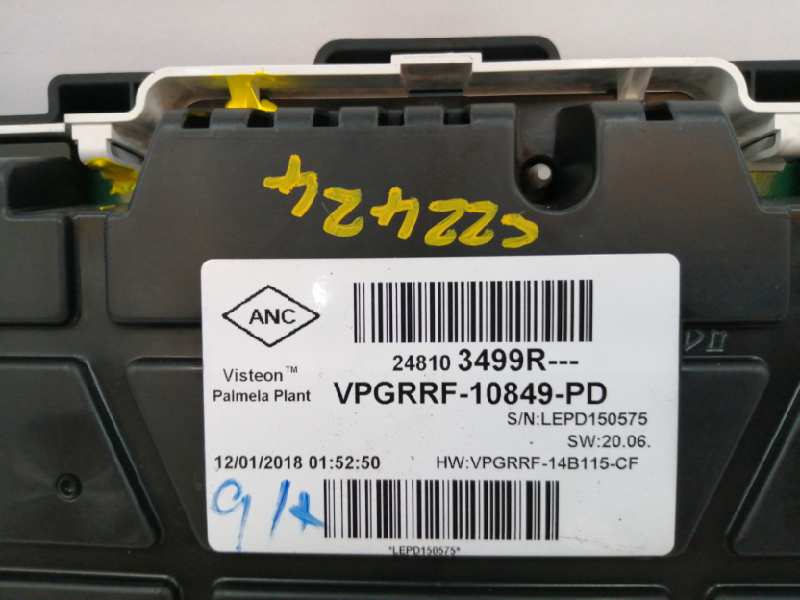 ANC
Visteon™
Palmela Plant
24810 3499R---
VPGRRF-10849-PD
S/N:LEPD150575
SW:20.06.
12/01/2018 01:52:50
HW:VPGRRF-14B115-CF
*LEPD150575*